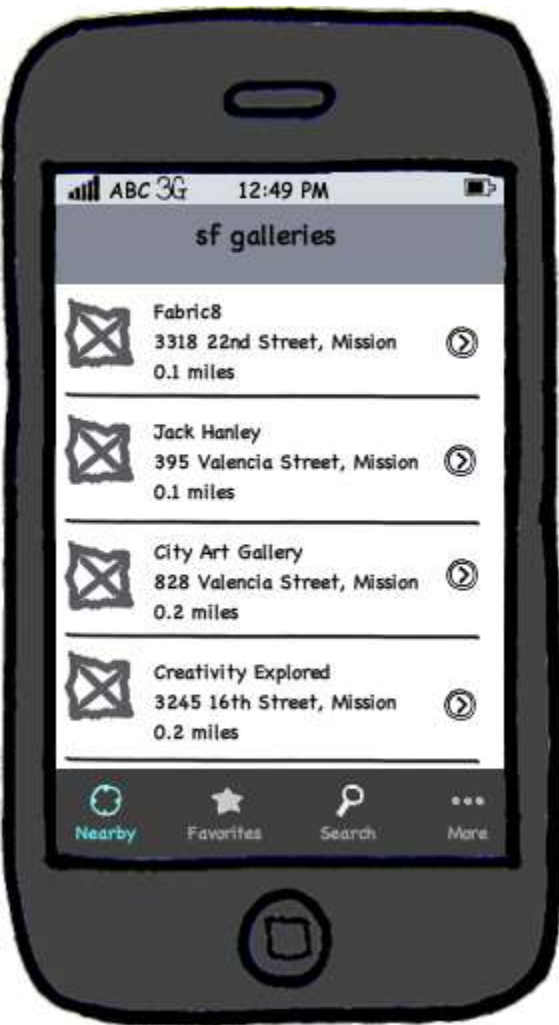 ABC 3G 12:49 PM
sf galleries
Fabric8
3318 22nd Street, Mission
0.1 miles
Jack Hanley
395 Valencia Street, Mission
0.1 miles
City Art Gallery
828 Valencia Street, Mission
0.2 miles
Creativity Explored
3245 16th Street, Mission
0.2 miles
Nearby Favorites Search More